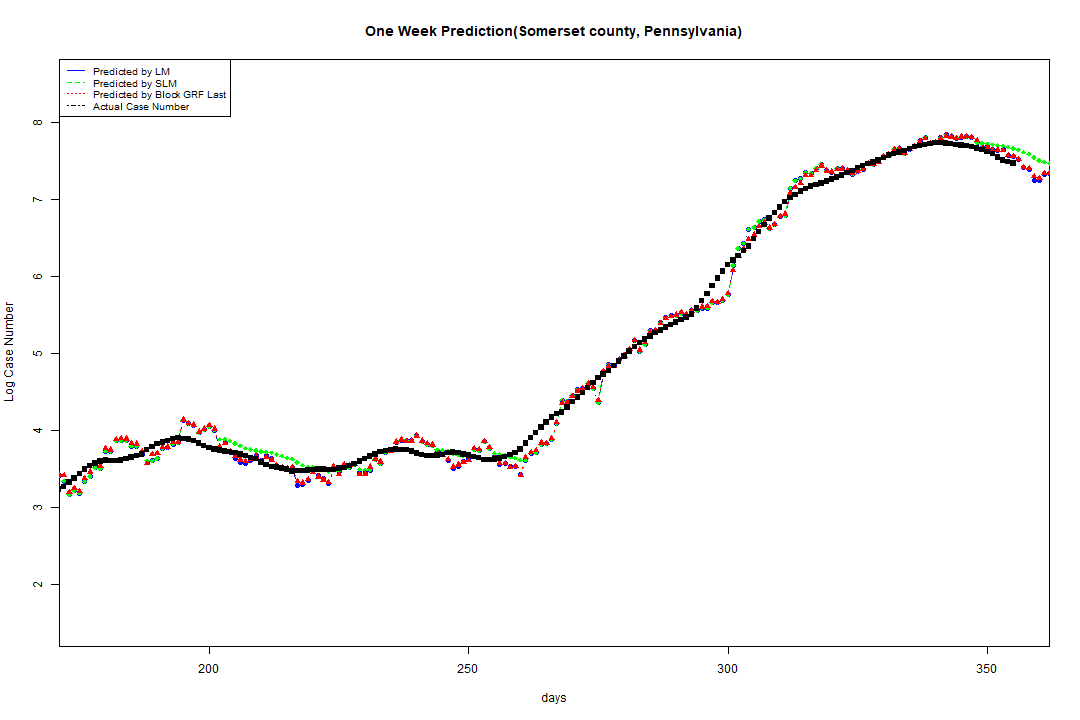 One Week Prediction(Somerset county, Pennsylvania)
Predicted by LM
Predicted by SLM
Predicted by Block GRF Last
Actual Case Number
8
7
6
5
4
3
2
Log Case Number
200
250
300
350
days